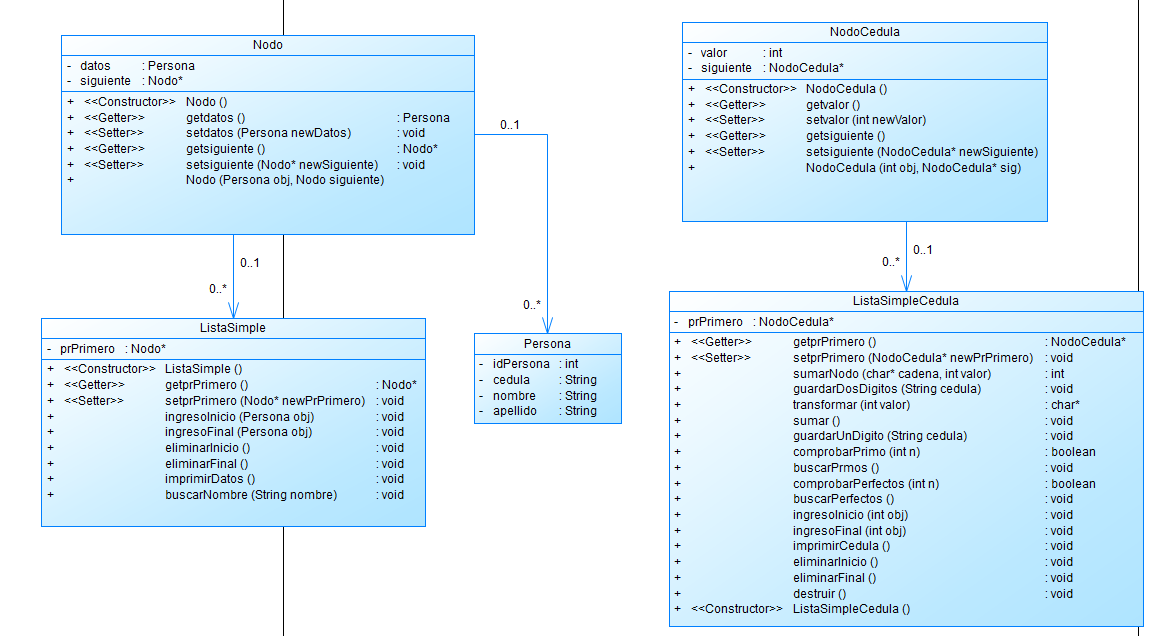 Nodo
- datos : Persona
- siguiente : Nodo*
+ <<Constructor>> Nodo ()
+ <<Getter>> getdatos () : Persona
+ <<Setter>> setdatos (Persona newDatos) : void
+ <<Getter>> getsiguiente () : Nodo*
+ <<Setter>> setsiguiente (Nodo* newSiguiente) : void
+ Nodo (Persona obj, Nodo siguiente)
0..1
0..*
0..1
0..*
ListaSimple
- prPrimero : Nodo*
+ <<Constructor>> ListaSimple ()
+ <<Getter>> getprPrimero () : Nodo*
+ <<Setter>> setprPrimero (Nodo* newPrPrimero) : void
+ ingresoInicio (Persona obj) : void
+ ingresoFinal (Persona obj) : void
+ eliminarInicio () : void
+ eliminarFinal () : void
+ imprimirDatos () : void
+ buscarNombre (String nombre) : void
Persona
- idPersona : int
- cedula : String
- nombre : String
- apellido : String
NodoCedula
- valor : int
- siguiente : NodoCedula*
+ <<Constructor>> NodoCedula ()
+ <<Getter>> getvalor ()
+ <<Setter>> setvalor (int newValor)
+ <<Getter>> getsiguiente ()
+ <<Setter>> setsiguiente (NodoCedula* newSiguiente)
+ NodoCedula (int obj, NodoCedula* sig)
0..1
0..*
ListaSimpleCedula
- prPrimero : NodoCedula*
+ <<Getter>> getprPrimero () : NodoCedula*
+ <<Setter>> setprPrimero (NodoCedula* newPrPrimero) : void
+ sumarNodo (char* cadena, int valor) : int
+ guardarDosDigitos (String cedula) : void
+ transformar (int valor) : char*
+ sumar () : void
+ guardarUnDigito (String cedula) : void
+ comprobarPrimo (int n) : boolean
+ buscarPrmos () : void
+ comprobarPerfectos (int n) : boolean
+ buscarPerfectos () : void
+ ingresoInicio (int obj) : void
+ ingresoFinal (int obj) : void
+ imprimirCedula () : void
+ eliminarInicio () : void
+ eliminarFinal () : void
+ destruir () : void
+ <<Constructor>> ListaSimpleCedula ()